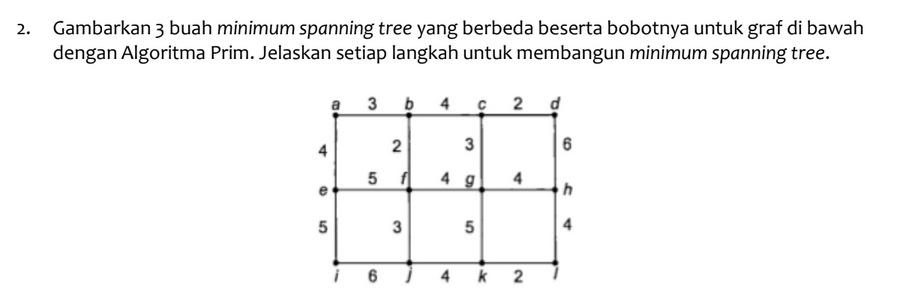 2. Gambarkan 3 buah minimum spanning tree yang berbeda beserta bobotnya untuk graf di bawah
dengan Algoritma Prim. Jelaskan setiap langkah untuk membangun minimum spanning tree.
a 3 b 4 c 2 d
4 2 3 6
e 5 f 4 g 4 h
5 3 5 4
i 6 j 4 k 2 l